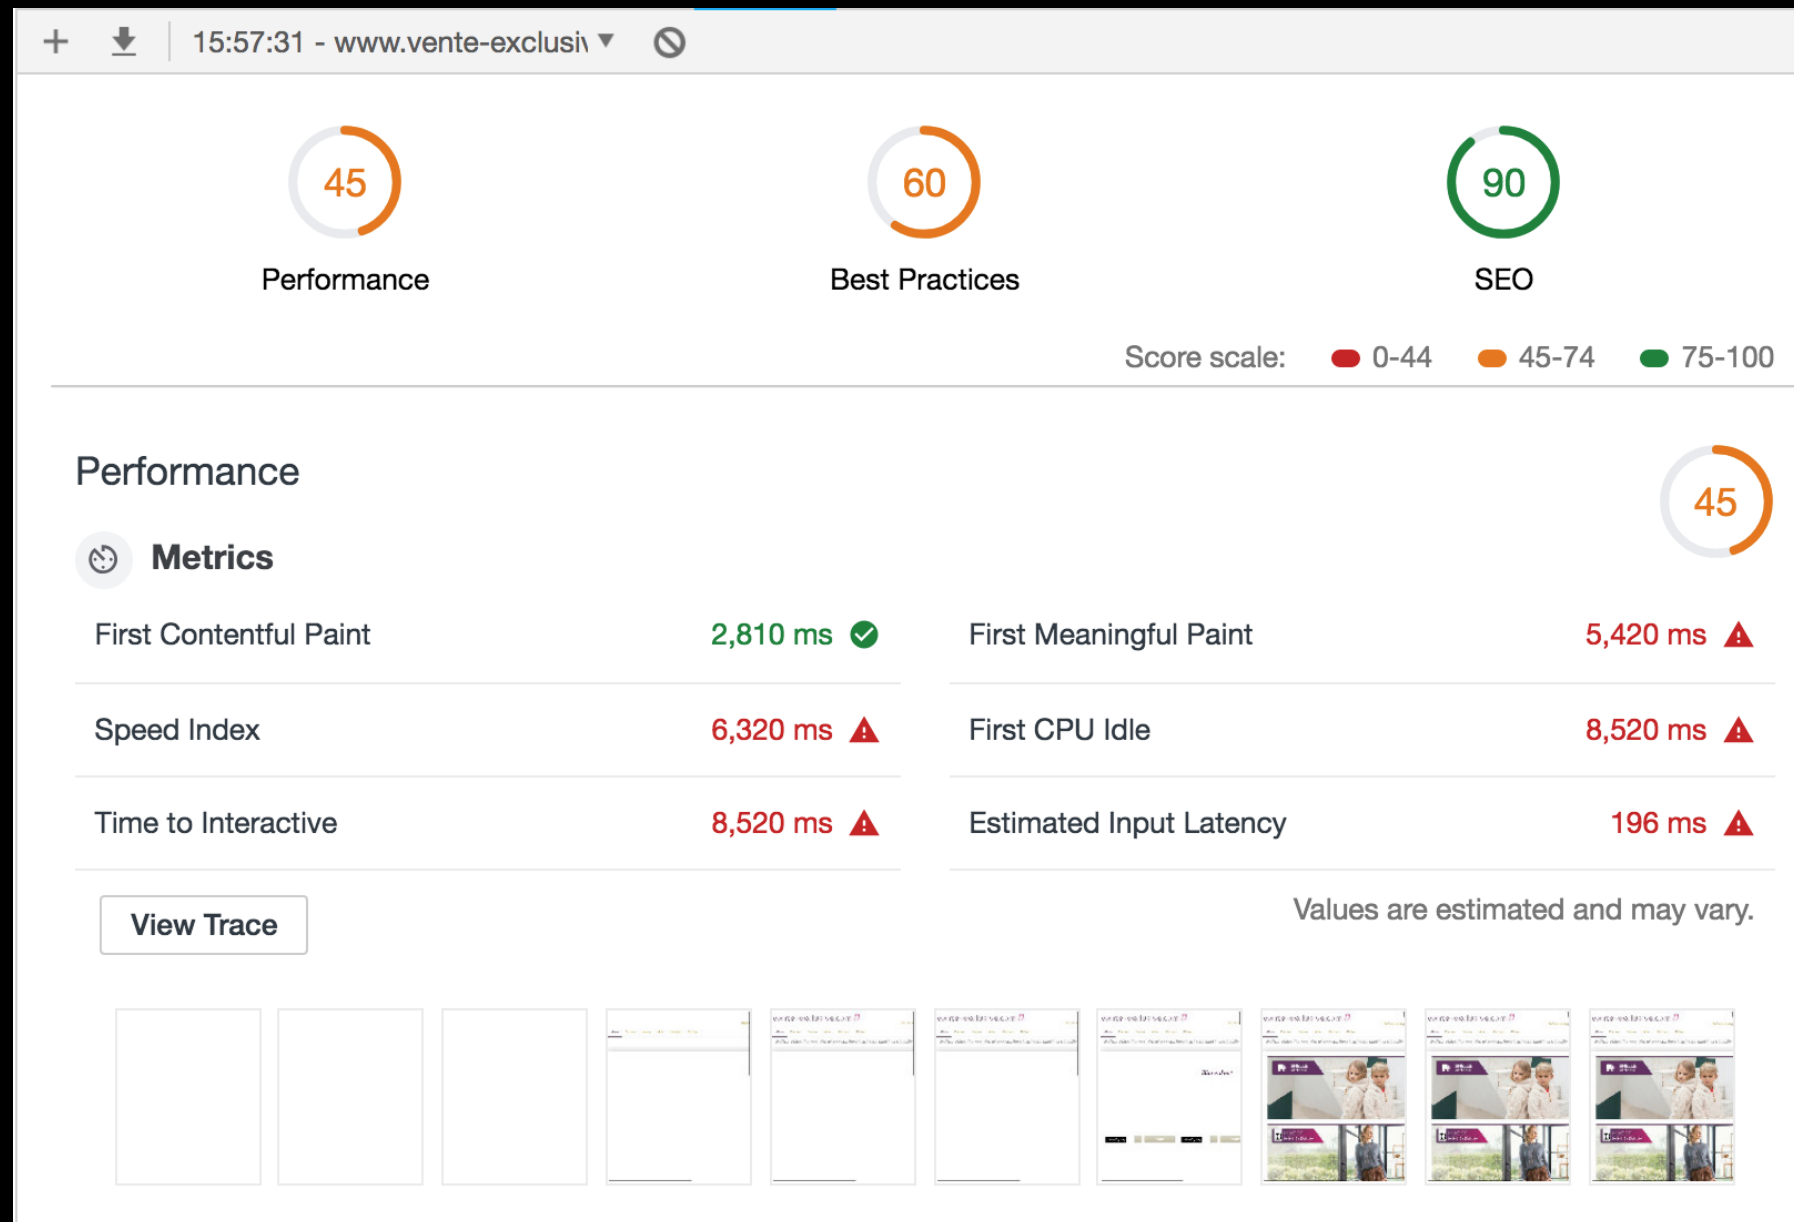 15:57:31 - www.vente-exclusiv
45
60
90
Performance
Best Practices
SEO
Score scale: 0-44 45-74 75-100
Performance
45
Metrics
First Contentful Paint 2,810 ms
First Meaningful Paint 5,420 ms
Speed Index 6,320 ms
First CPU Idle 8,520 ms
Time to Interactive 8,520 ms
Estimated Input Latency 196 ms
View Trace
Values are estimated and may vary.